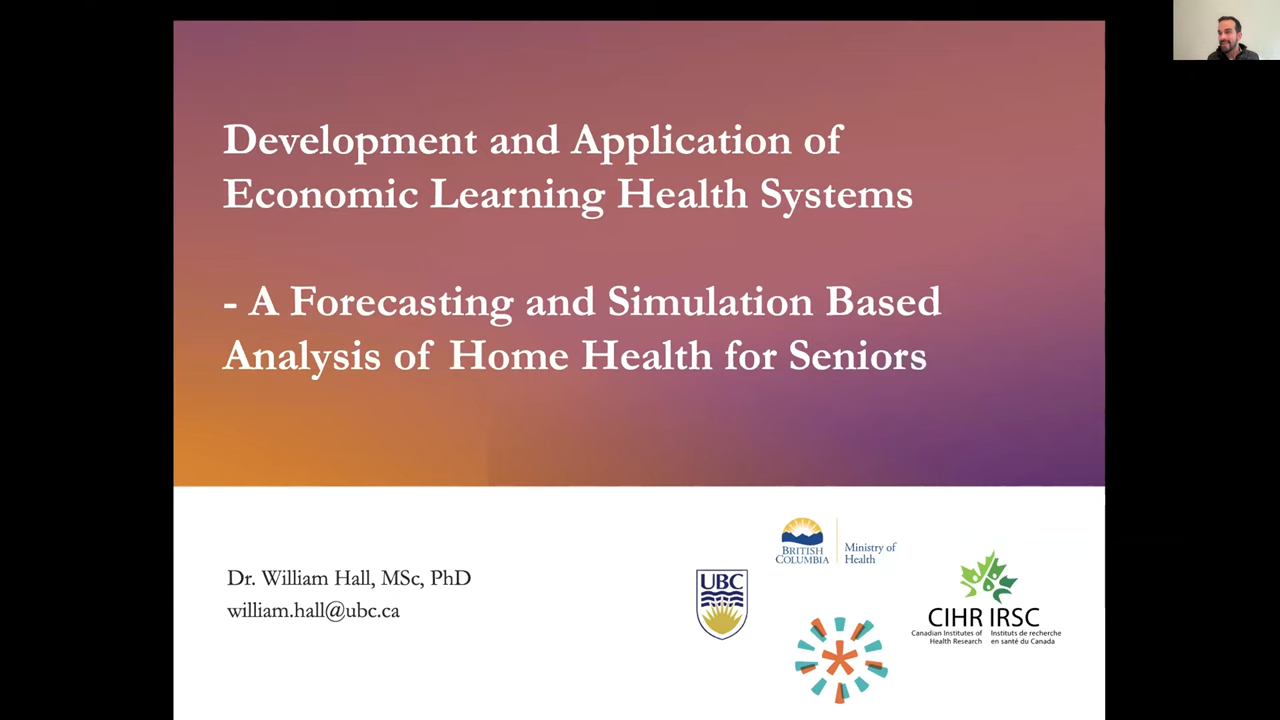 Development and Application of
Economic Learning Health Systems
- A Forecasting and Simulation Based
Analysis of Home Health for Seniors
Dr. William Hall, MSc, PhD
william.hall@ubc.ca
UBC
BRITISH
COLUMBIA
Ministry of
Health
CIHR IRSC
Canadian Institutes of
Health Research
Instituts de recherche
en santé du Canada